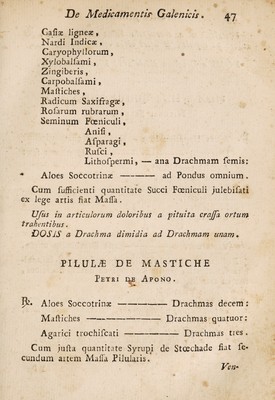 De Medicamentis Galenicis. 47
Caſiæ ligneæ,
Nardi Indicæ,
Caryophyllorum,
Xylobalſami,
Zingiberis,
Carpobalſami,
Maſtiches,
Radicum Saxifragæ,
Roſarum rubrarum,
Seminum Fœniculi,
Aniſi,
Aſparagi,
Ruſci,
Lithoſpermi, — ana Drachmam ſemis:
Aloes Soccotrinæ ———— ad Pondus omnium.
Cum ſufficienti quantitate Succi Fœniculi julebiſati
ex lege artis fiat Maſſa.
Uſus in articulorum doloribus a pituita craſſa ortum
trahentibus.
DOSIS a Drachma dimidia ad Drachmam unam.
PILULÆ DE MASTICHE
PETRI DE APONO.
℞. Aloes Soccotrinæ ———— Drachmas decem:
Maſtiches ———— Drachmas quatuor:
Agarici trochiſcati ———— Drachmas tres.
Cum juſta quantitate Syrupi de Stœchade fiat ſe-
cundum artem Maſſa Pilularis.
Ven-